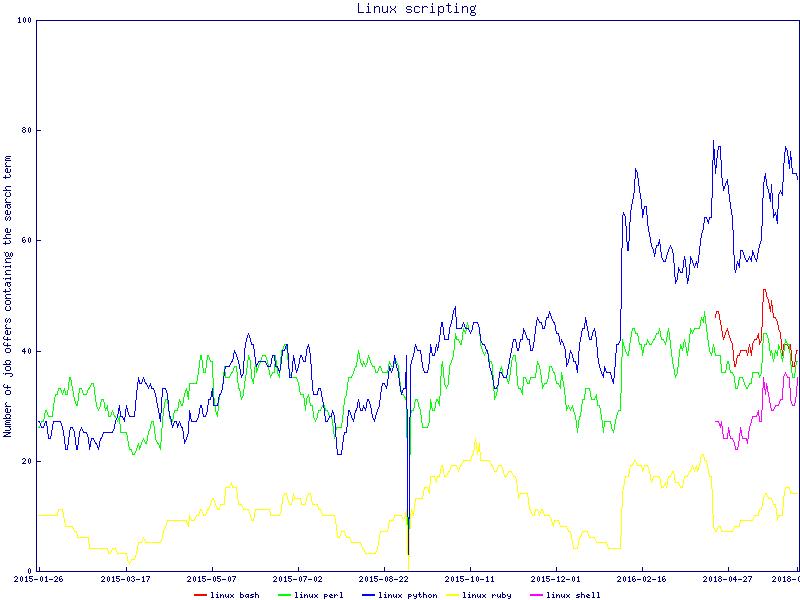 Linux scripting
Number of job offers containing the search term
100
80
60
40
20
0
2015-01-26 2015-03-17 2015-05-07 2015-07-02 2015-08-22 2015-10-11 2015-12-01 2016-02-16 2018-04-27 2018-0
linux bash linux perl linux python linux ruby linux shell